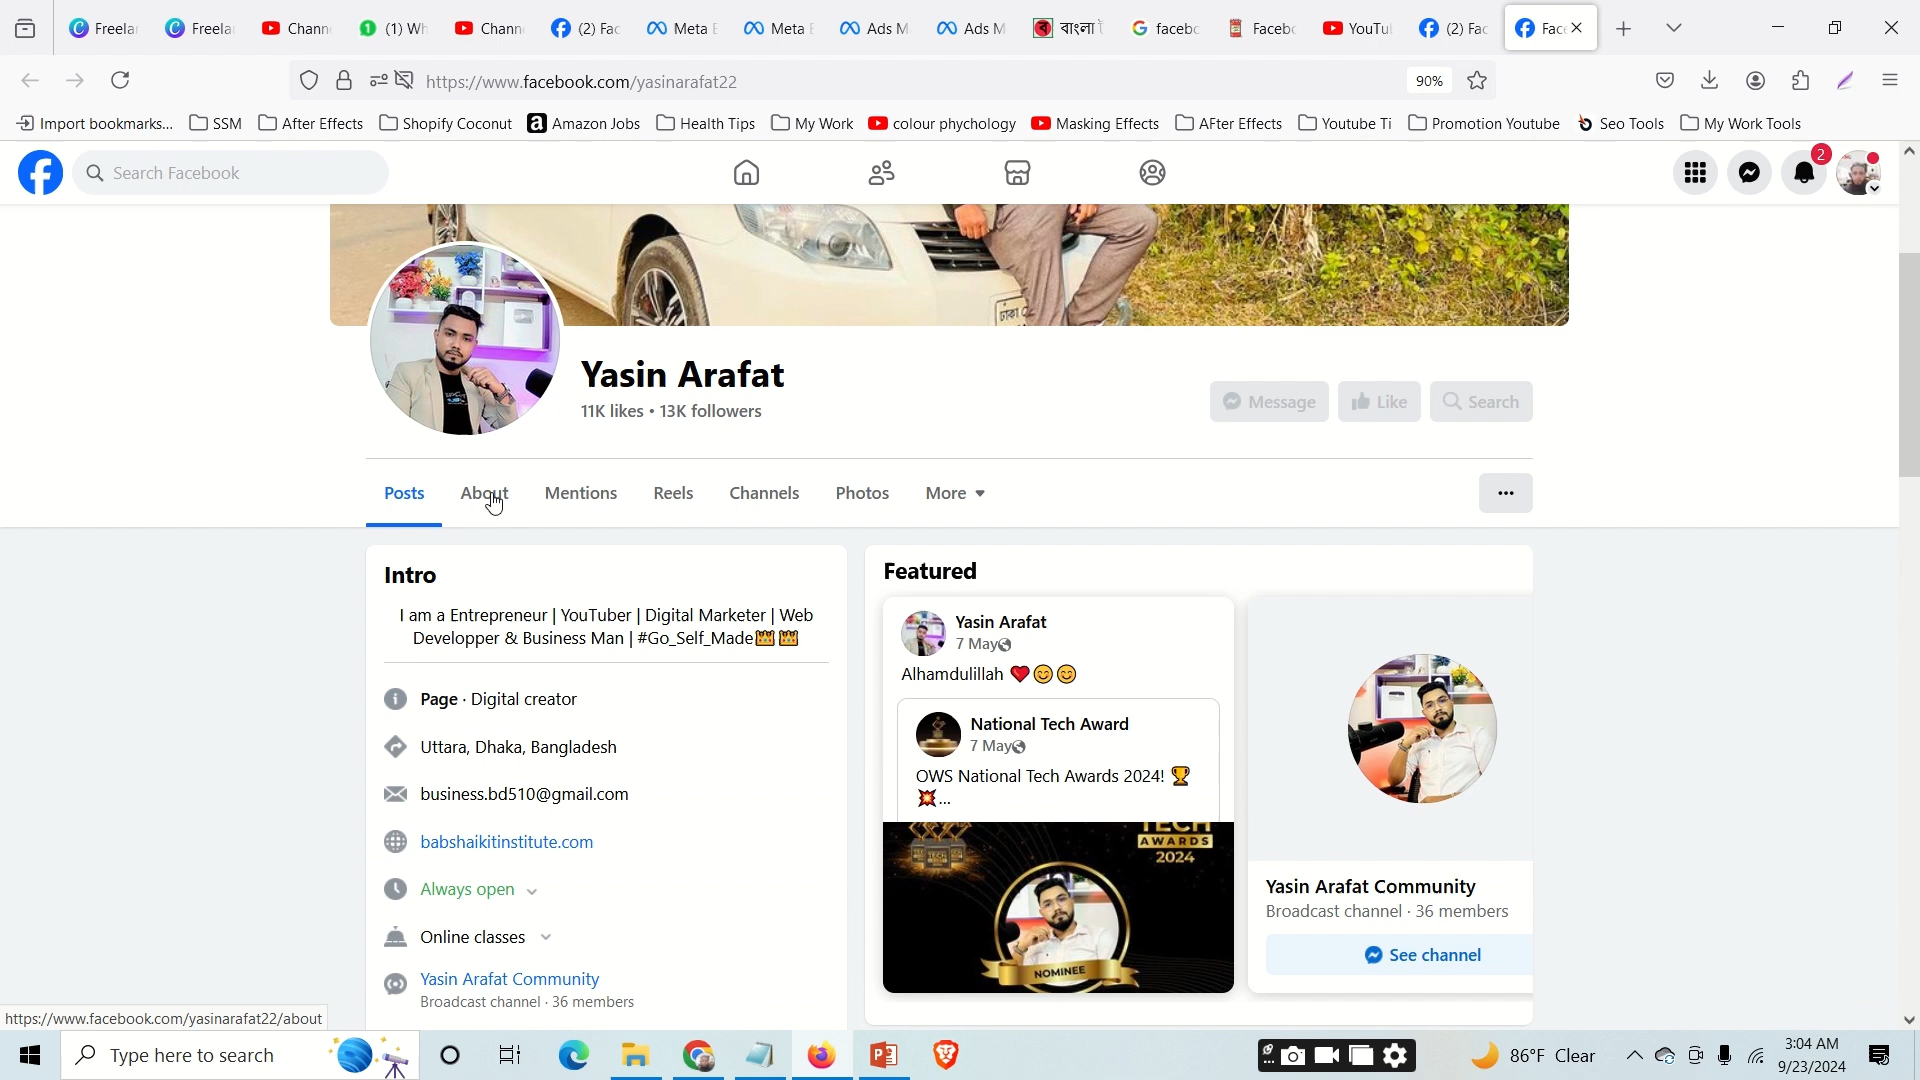 Freelan
Freelan
Chann
(1) Wh
Chann
(2) Fac
Meta E
Meta E
Ads M
Ads M
বাংলা
facebo
Facebo
YouTu
(2) Fac
Fac
https://www.facebook.com/yasinarafat22
90%
Import bookmarks...
SSM
After Effects
Shopify Coconut
Amazon Jobs
Health Tips
My Work
colour phychology
Masking Effects
AFter Effects
Youtube Ti
Promotion Youtube
Seo Tools
My Work Tools
Search Facebook
2
Yasin Arafat
11K likes • 13K followers
Message
Like
Search
Posts
About
Mentions
Reels
Channels
Photos
More
Intro
I am a Entrepreneur | YouTuber | Digital Marketer | Web
Developper & Business Man | #Go_Self_Made👑👑
Page · Digital creator
Uttara, Dhaka, Bangladesh
business.bd510@gmail.com
babshaikitinstitute.com
Always open
Online classes
Yasin Arafat Community
Broadcast channel · 36 members
Featured
Yasin Arafat
7 May
Alhamdulillah ❤️😊😊
National Tech Award
7 May
OWS National Tech Awards 2024! 🏆
💥...
TECH
AWARDS
2024
NOMINEE
Yasin Arafat Community
Broadcast channel · 36 members
See channel
https://www.facebook.com/yasinarafat22/about
Type here to search
86°F Clear
3:04 AM
9/23/2024